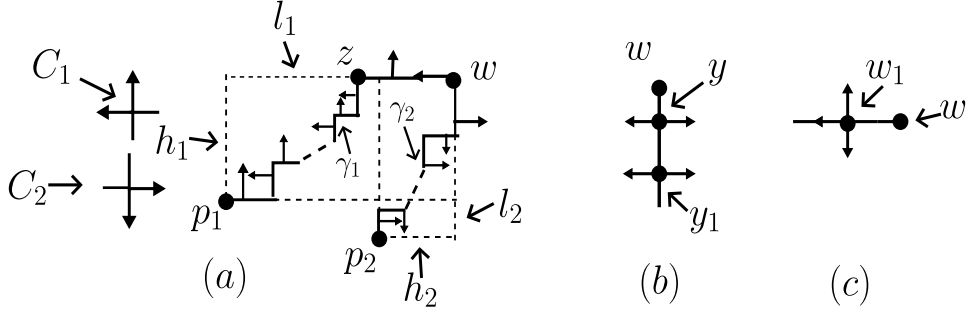 l₁
C₁
z
w
w
y
w₁
γ₂
h₁
γ₁
w
C₂
l₂
p₁
y₁
p₂
h₂
(a)
(b)
(c)